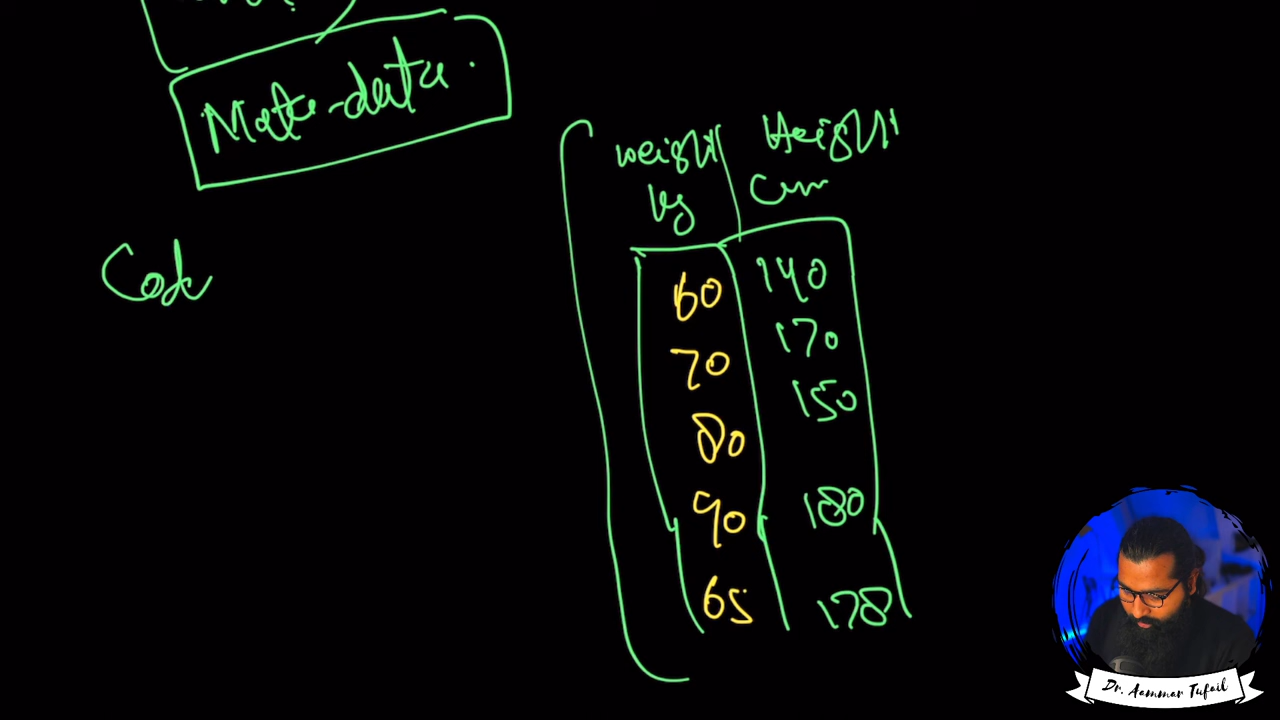 Meta-data.
weight Height
kg Cm
Code
60 140
70 170
80 150
90 180
65 178
Dr. Aammar Tufail